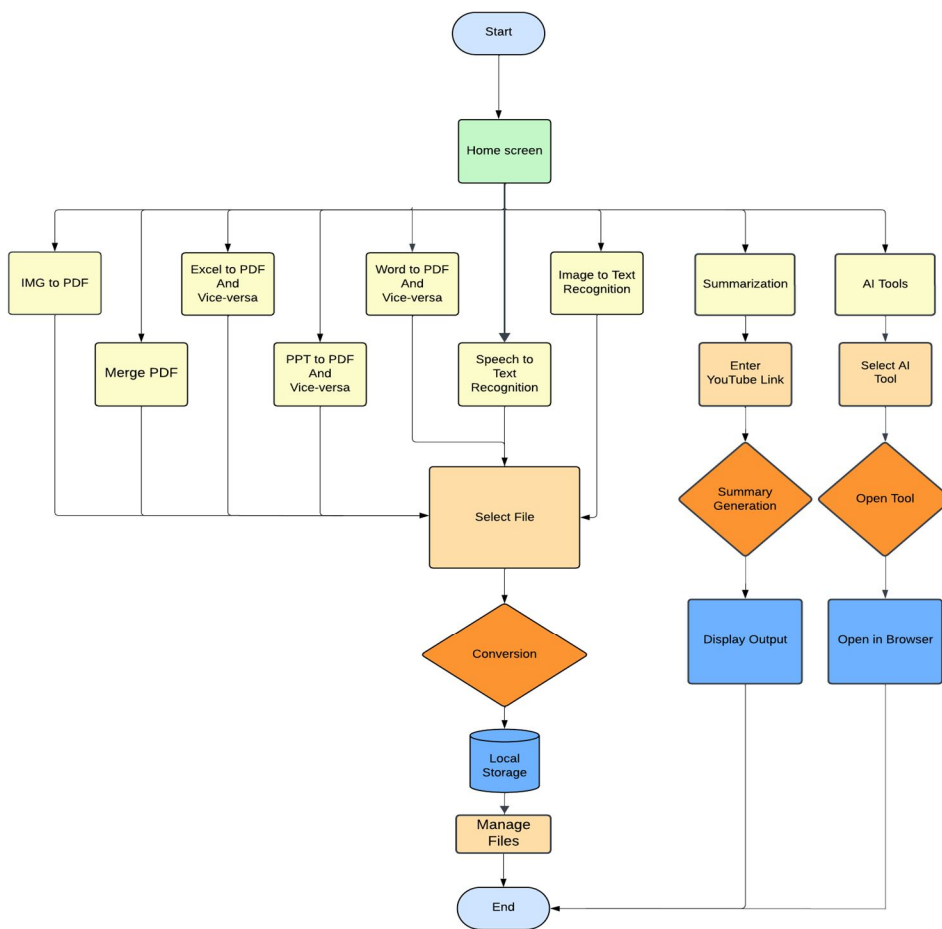 Start
Home screen
IMG to PDF
Excel to PDF
And
Vice-versa
Word to PDF
And
Vice-versa
Image to Text
Recognition
Summarization
AI Tools
Merge PDF
PPT to PDF
And
Vice-versa
Speech to
Text
Recognition
Enter
YouTube Link
Select AI
Tool
Select File
Summary
Generation
Open Tool
Conversion
Display Output
Open in Browser
Local
Storage
Manage
Files
End